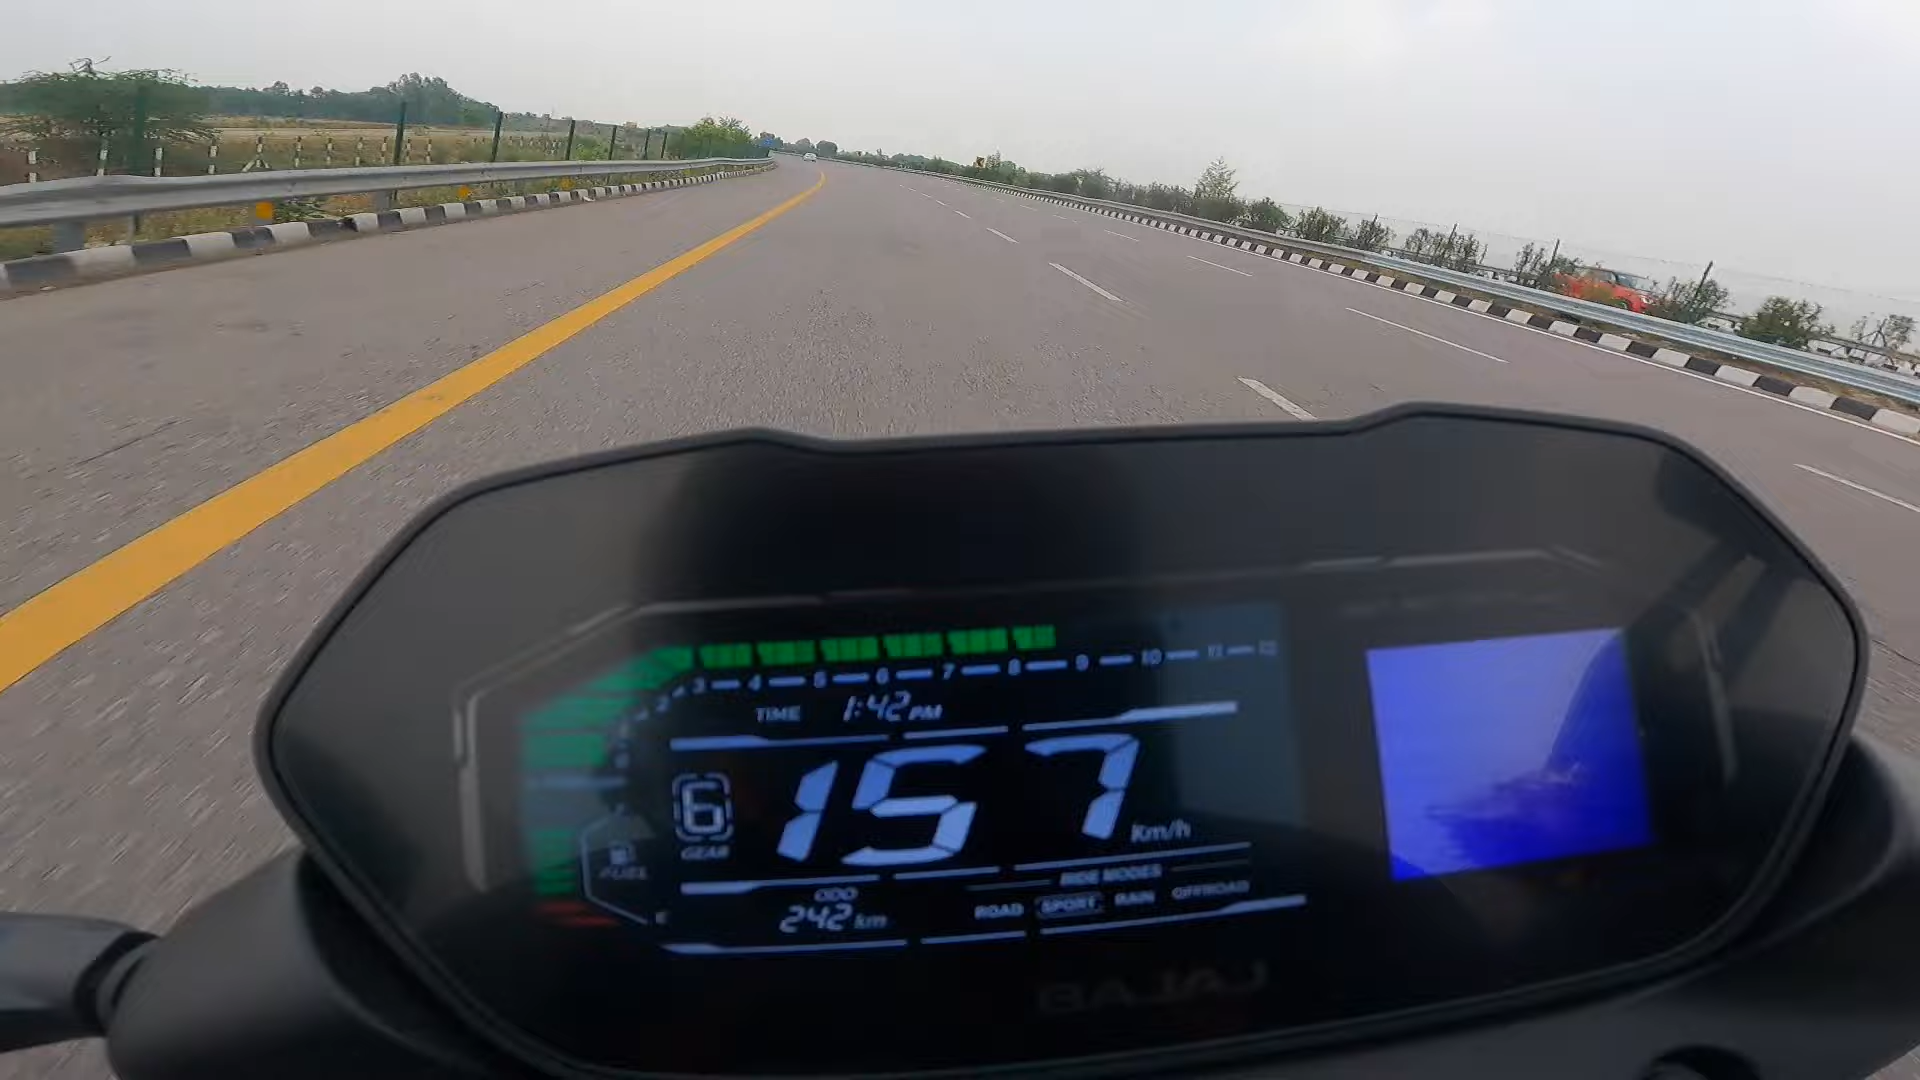 2 3 4 5 6 7 8 9 10 11 12
TIME 1:42 PM
6 157 Km/h
GEAR
FUEL
E
ODO
242 km
RIDE MODES
ROAD SPORT RAIN OFFROAD
BAJAJ